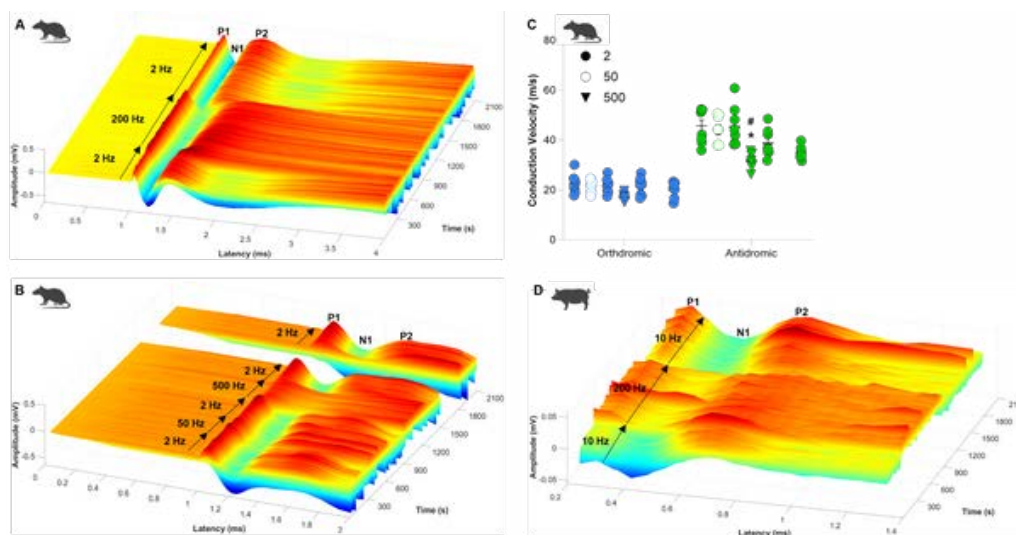 A
P1
N1
P2
2 Hz
200 Hz
2 Hz
Amplitude (mV)
0.5
0
-0.5
0
0.5
1
1.5
2
2.5
3
3.5
4
Latency (ms)
300
600
900
1200
1500
1800
2100
Time (s)
C
2
50
500
Conduction Velocity (m/s)
80
60
40
20
0
#
*
Orthdromic
Antidromic
B
P1
N1
P2
2 Hz
2 Hz
500 Hz
2 Hz
50 Hz
2 Hz
Amplitude (mV)
0.5
0
-0.5
0
0.2
0.4
0.6
0.8
1
1.2
1.4
1.6
1.8
2
Latency (ms)
300
600
900
1200
1500
1800
2100
Time (s)
D
P1
N1
P2
10 Hz
200 Hz
10 Hz
Amplitude (mV)
0.05
0
-0.05
0.2
0.4
0.6
0.8
1
1.2
1.4
Latency (ms)
300
600
900
1200
1500
1800
Time (s)